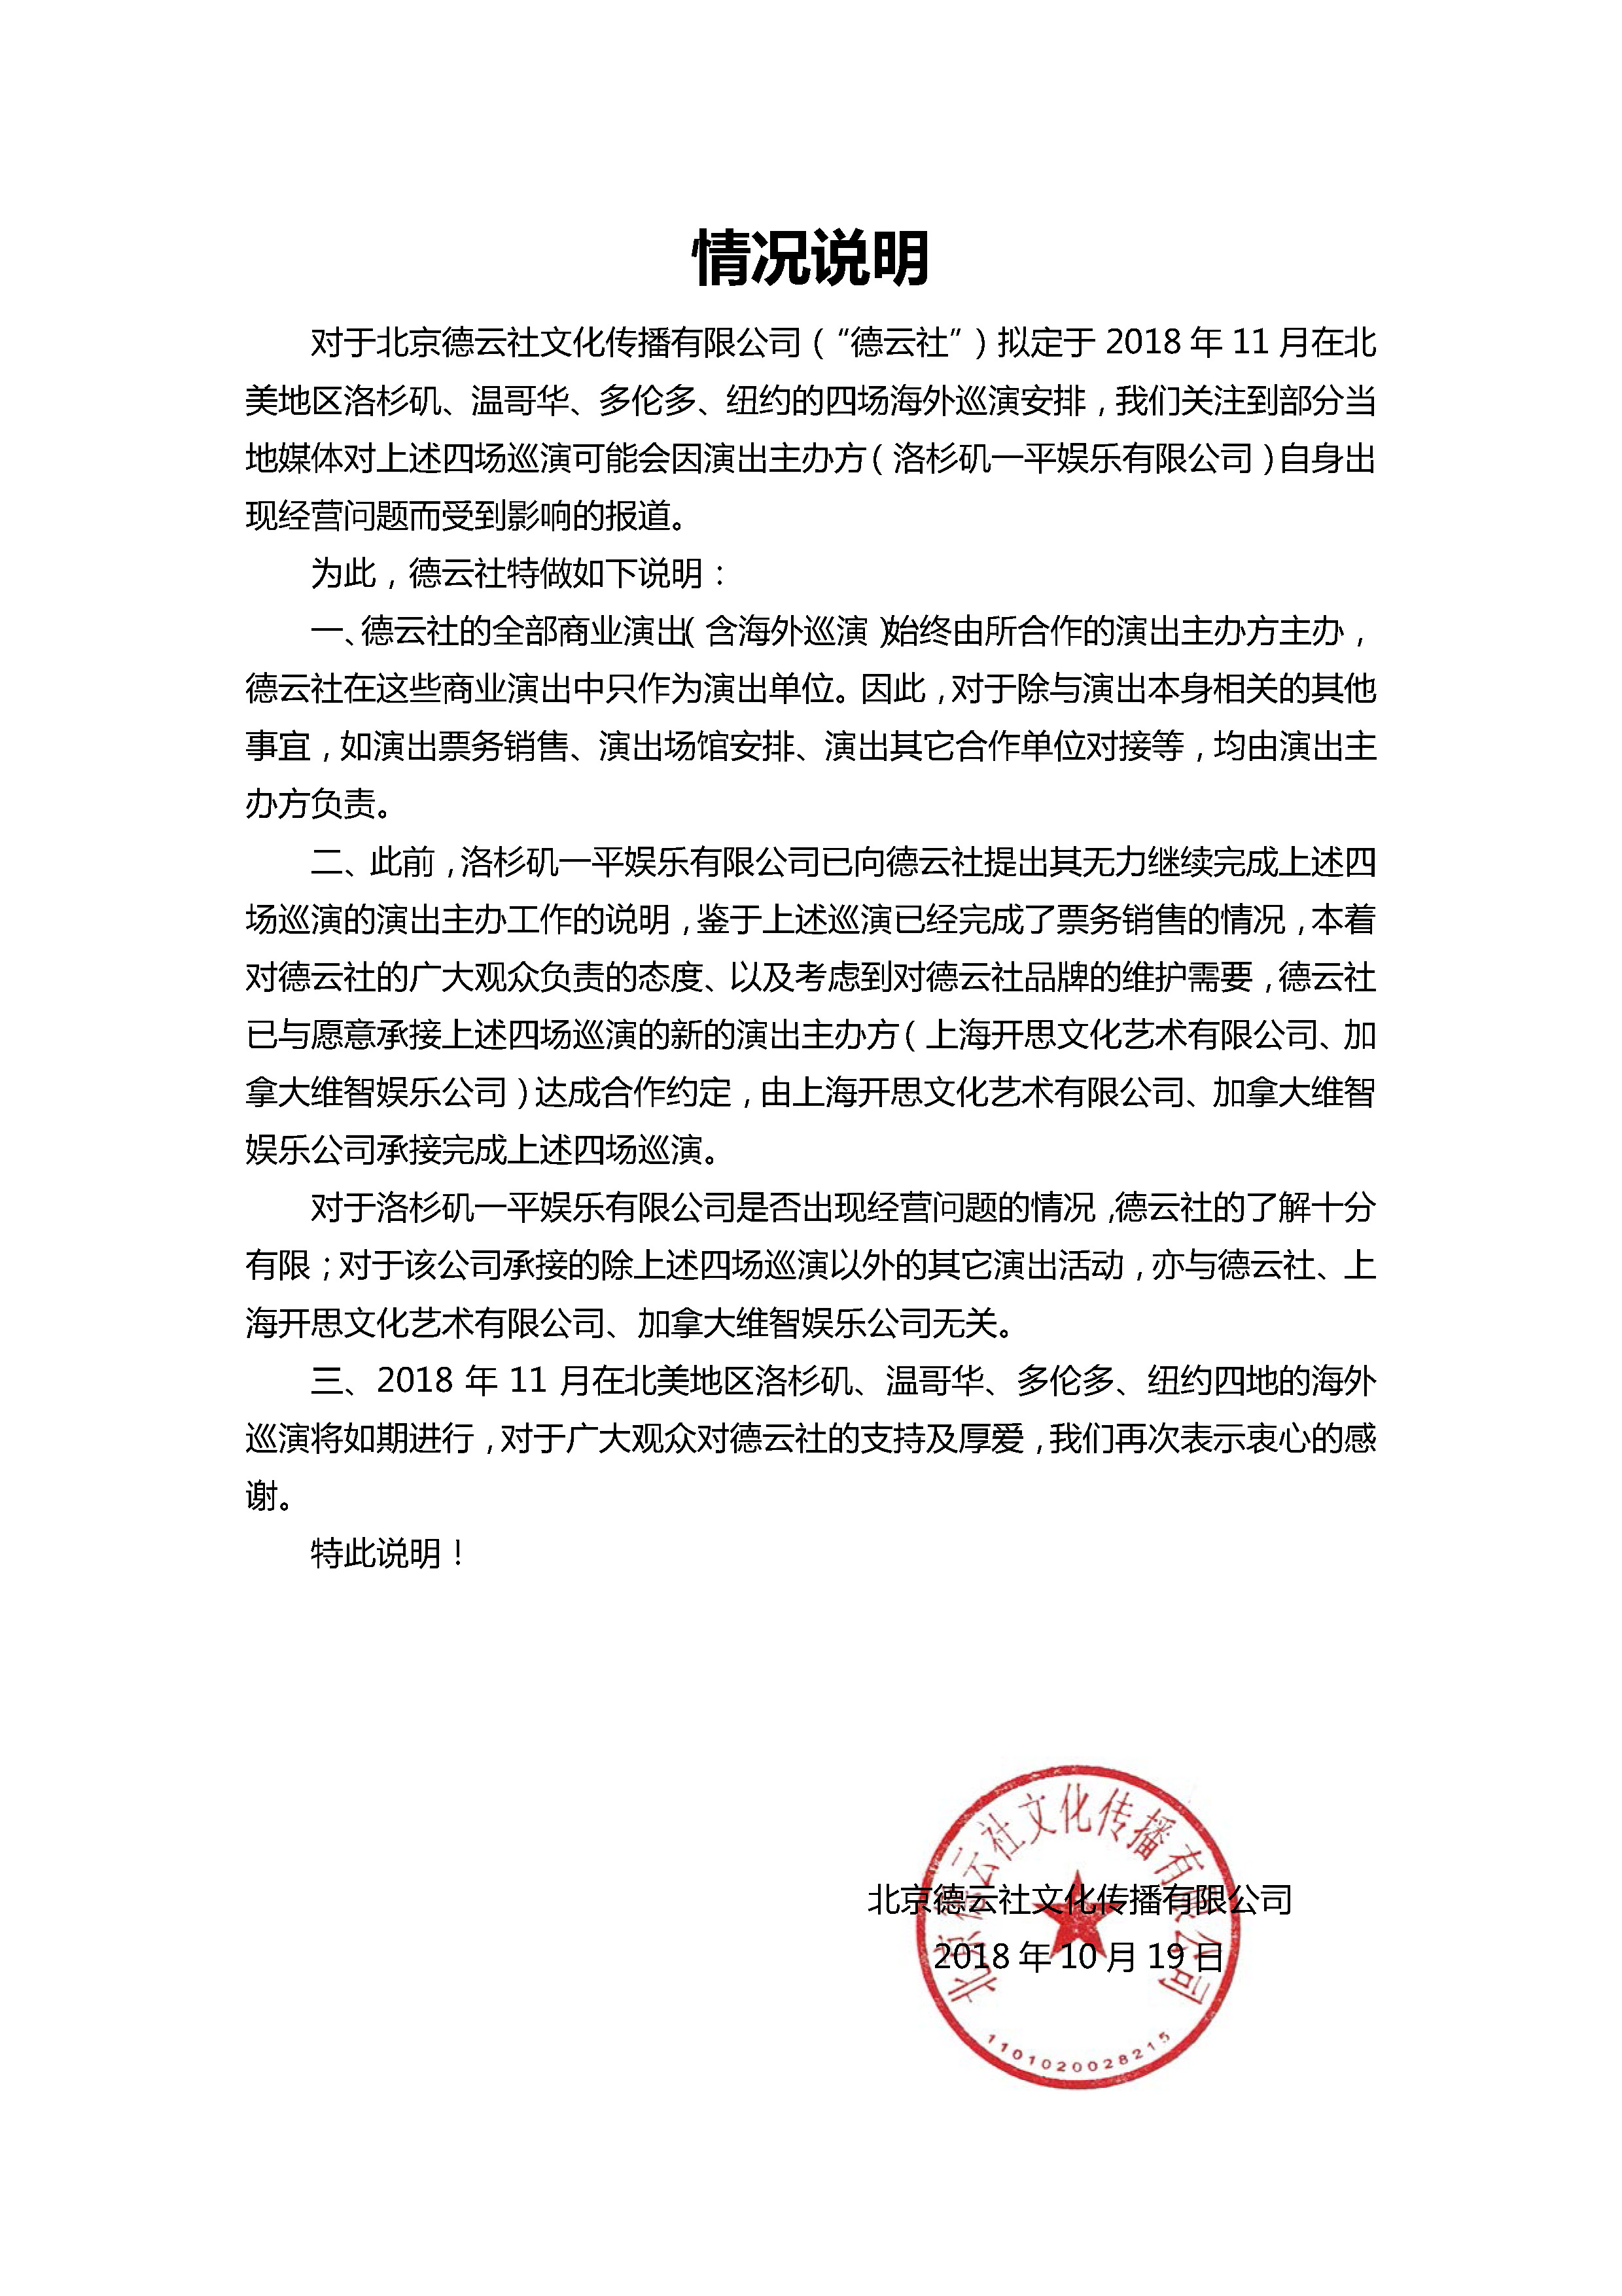 情况说明
对于北京德云社文化传播有限公司（“德云社”）拟定于 2018 年 11 月在北
美地区洛杉矶、温哥华、多伦多、纽约的四场海外巡演安排，我们关注到部分当
地媒体对上述四场巡演可能会因演出主办方（洛杉矶一平娱乐有限公司）自身出
现经营问题而受到影响的报道。
为此，德云社特做如下说明：
一、德云社的全部商业演出（含海外巡演）始终由所合作的演出主办方主办，
德云社在这些商业演出中只作为演出单位。因此，对于除与演出本身相关的其他
事宜，如演出票务销售、演出场馆安排、演出其它合作单位对接等，均由演出主
办方负责。
二、此前，洛杉矶一平娱乐有限公司已向德云社提出其无力继续完成上述四
场巡演的演出主办工作的说明，鉴于上述巡演已经完成了票务销售的情况，本着
对德云社的广大观众负责的态度、以及考虑到对德云社品牌的维护需要，德云社
已与愿意承接上述四场巡演的新的演出主办方（上海开思文化艺术有限公司、加
拿大维智娱乐公司）达成合作约定，由上海开思文化艺术有限公司、加拿大维智
娱乐公司承接完成上述四场巡演。
对于洛杉矶一平娱乐有限公司是否出现经营问题的情况，德云社的了解十分
有限；对于该公司承接的除上述四场巡演以外的其它演出活动，亦与德云社、上
海开思文化艺术有限公司、加拿大维智娱乐公司无关。
三、2018 年 11 月在北美地区洛杉矶、温哥华、多伦多、纽约四地的海外
巡演将如期进行，对于广大观众对德云社的支持及厚爱，我们再次表示衷心的感
谢。
特此说明！
北京德云社文化传播有限公司
2018 年 10 月 19 日
北京德云社文化传播有限公司
1101020028215